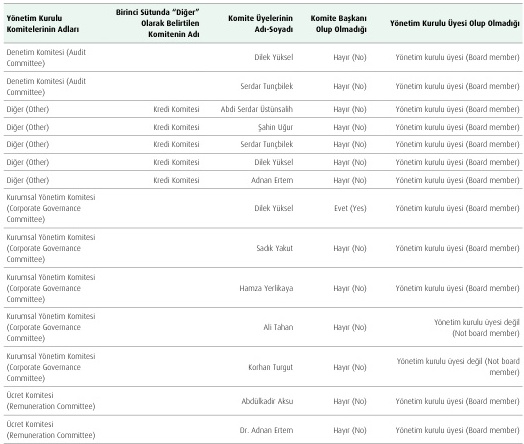 Yönetim Kurulu Komitelerinin Adları | Birinci Sütunda “Diğer” Olarak Belirtilen Komitenin Adı | Komite Üyelerinin Adı-Soyadı | Komite Başkanı Olup Olmadığı | Yönetim Kurulu Üyesi Olup Olmadığı
Denetim Komitesi (Audit Committee) | | Dilek Yüksel | Hayır (No) | Yönetim kurulu üyesi (Board member)
Denetim Komitesi (Audit Committee) | | Serdar Tunçbilek | Hayır (No) | Yönetim kurulu üyesi (Board member)
Diğer (Other) | Kredi Komitesi | Abdi Serdar Üstünsalih | Hayır (No) | Yönetim kurulu üyesi (Board member)
Diğer (Other) | Kredi Komitesi | Şahin Uğur | Hayır (No) | Yönetim kurulu üyesi (Board member)
Diğer (Other) | Kredi Komitesi | Serdar Tunçbilek | Hayır (No) | Yönetim kurulu üyesi (Board member)
Diğer (Other) | Kredi Komitesi | Dilek Yüksel | Hayır (No) | Yönetim kurulu üyesi (Board member)
Diğer (Other) | Kredi Komitesi | Adnan Ertem | Hayır (No) | Yönetim kurulu üyesi (Board member)
Kurumsal Yönetim Komitesi (Corporate Governance Committee) | | Dilek Yüksel | Evet (Yes) | Yönetim kurulu üyesi (Board member)
Kurumsal Yönetim Komitesi (Corporate Governance Committee) | | Sadık Yakut | Hayır (No) | Yönetim kurulu üyesi (Board member)
Kurumsal Yönetim Komitesi (Corporate Governance Committee) | | Hamza Yerlikaya | Hayır (No) | Yönetim kurulu üyesi (Board member)
Kurumsal Yönetim Komitesi (Corporate Governance Committee) | | Ali Tahan | Hayır (No) | Yönetim kurulu üyesi değil (Not board member)
Kurumsal Yönetim Komitesi (Corporate Governance Committee) | | Korhan Turgut | Hayır (No) | Yönetim kurulu üyesi değil (Not board member)
Ücret Komitesi (Remuneration Committee) | | Abdülkadir Aksu | Hayır (No) | Yönetim kurulu üyesi (Board member)
Ücret Komitesi (Remuneration Committee) | | Dr. Adnan Ertem | Hayır (No) | Yönetim kurulu üyesi (Board member)